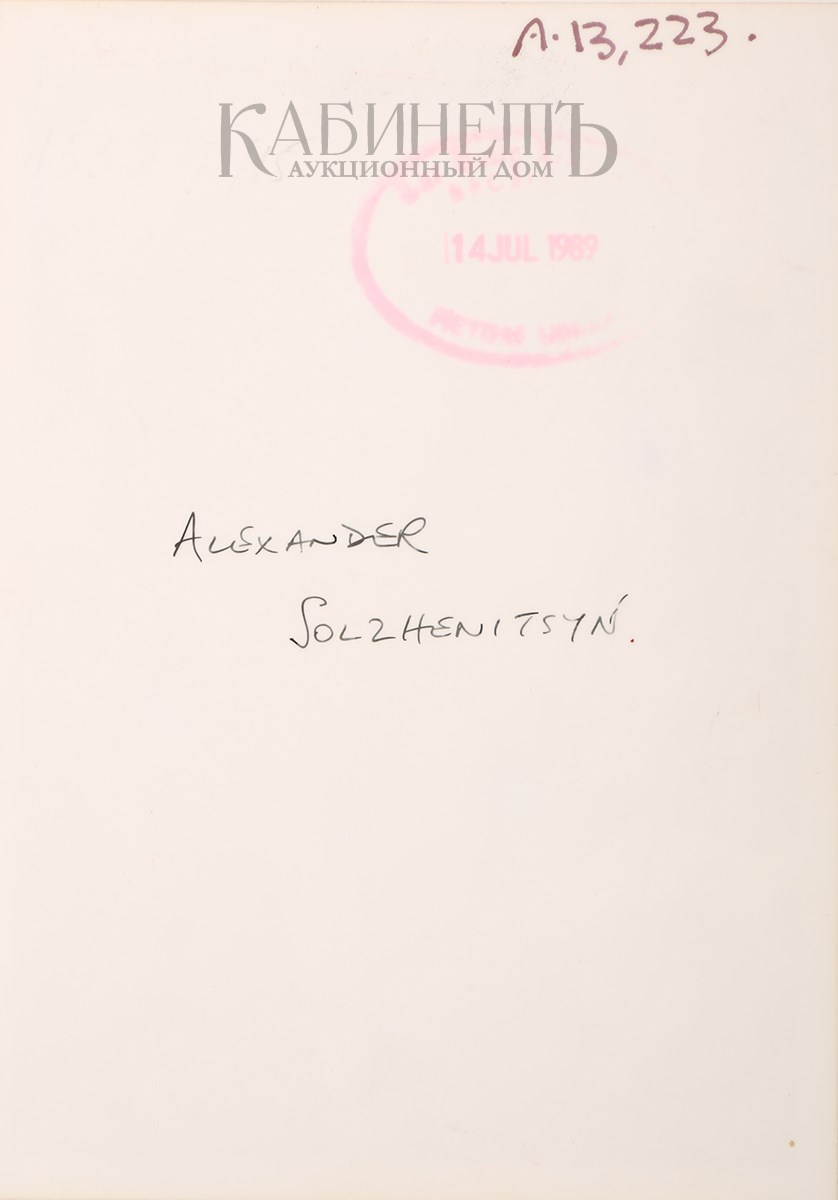 A.13,223.
КАБИНЕТЪ
АУКЦИОННЫЙ ДОМ
14 JUL 1989
ALEXANDER
SOLZHENITSYN.